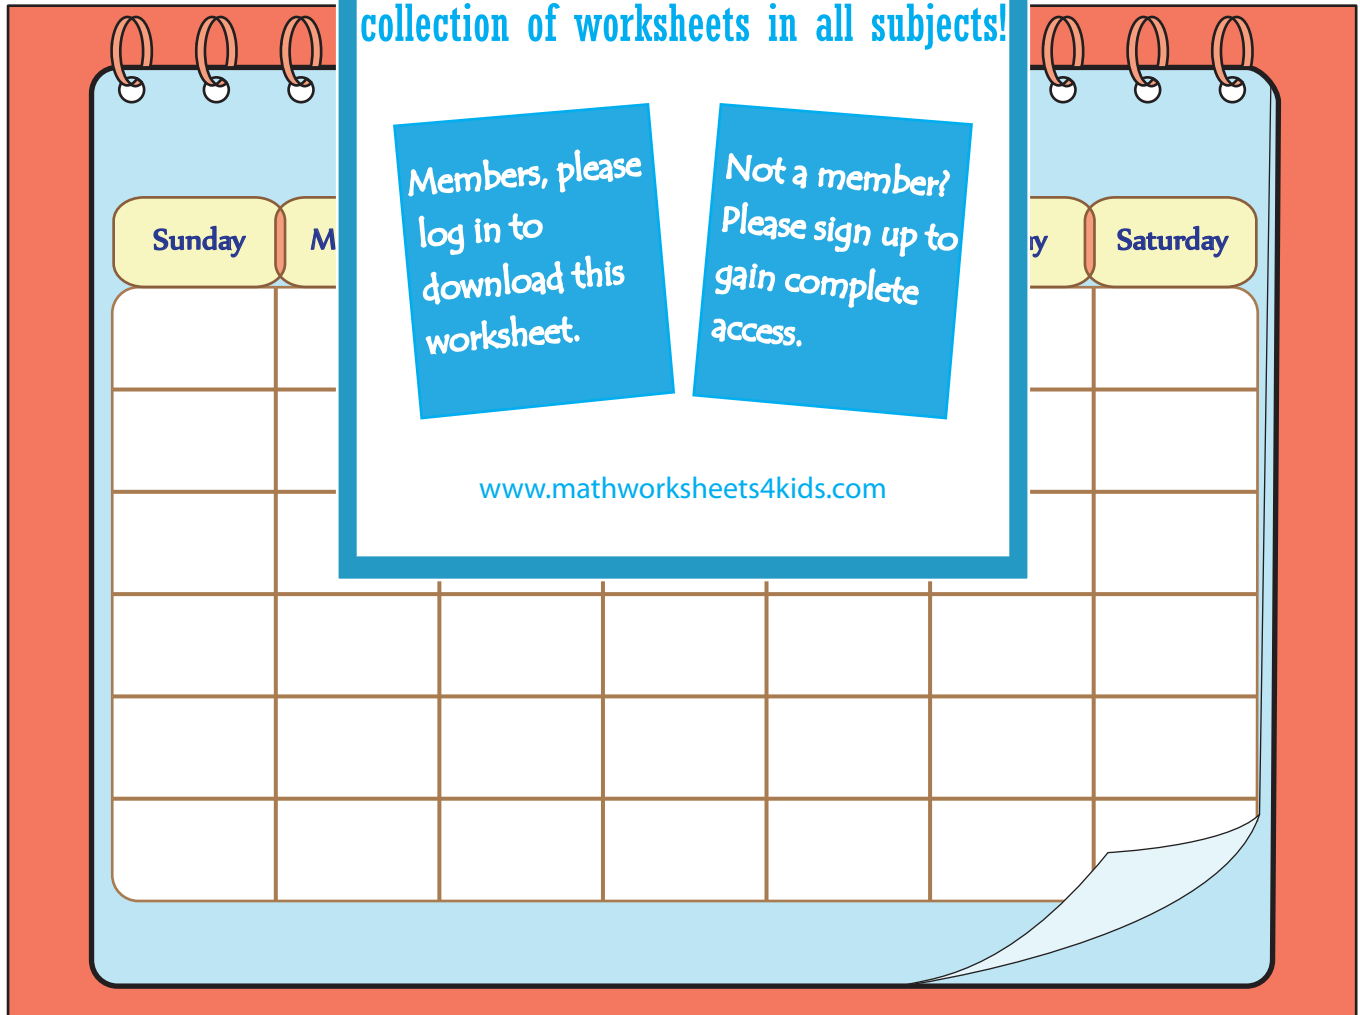 collection of worksheets in all subjects!
Members, please
log in to
download this
worksheet.
Not a member?
Please sign up to
gain complete
access.
Sunday
Saturday
www.mathworksheets4kids.com